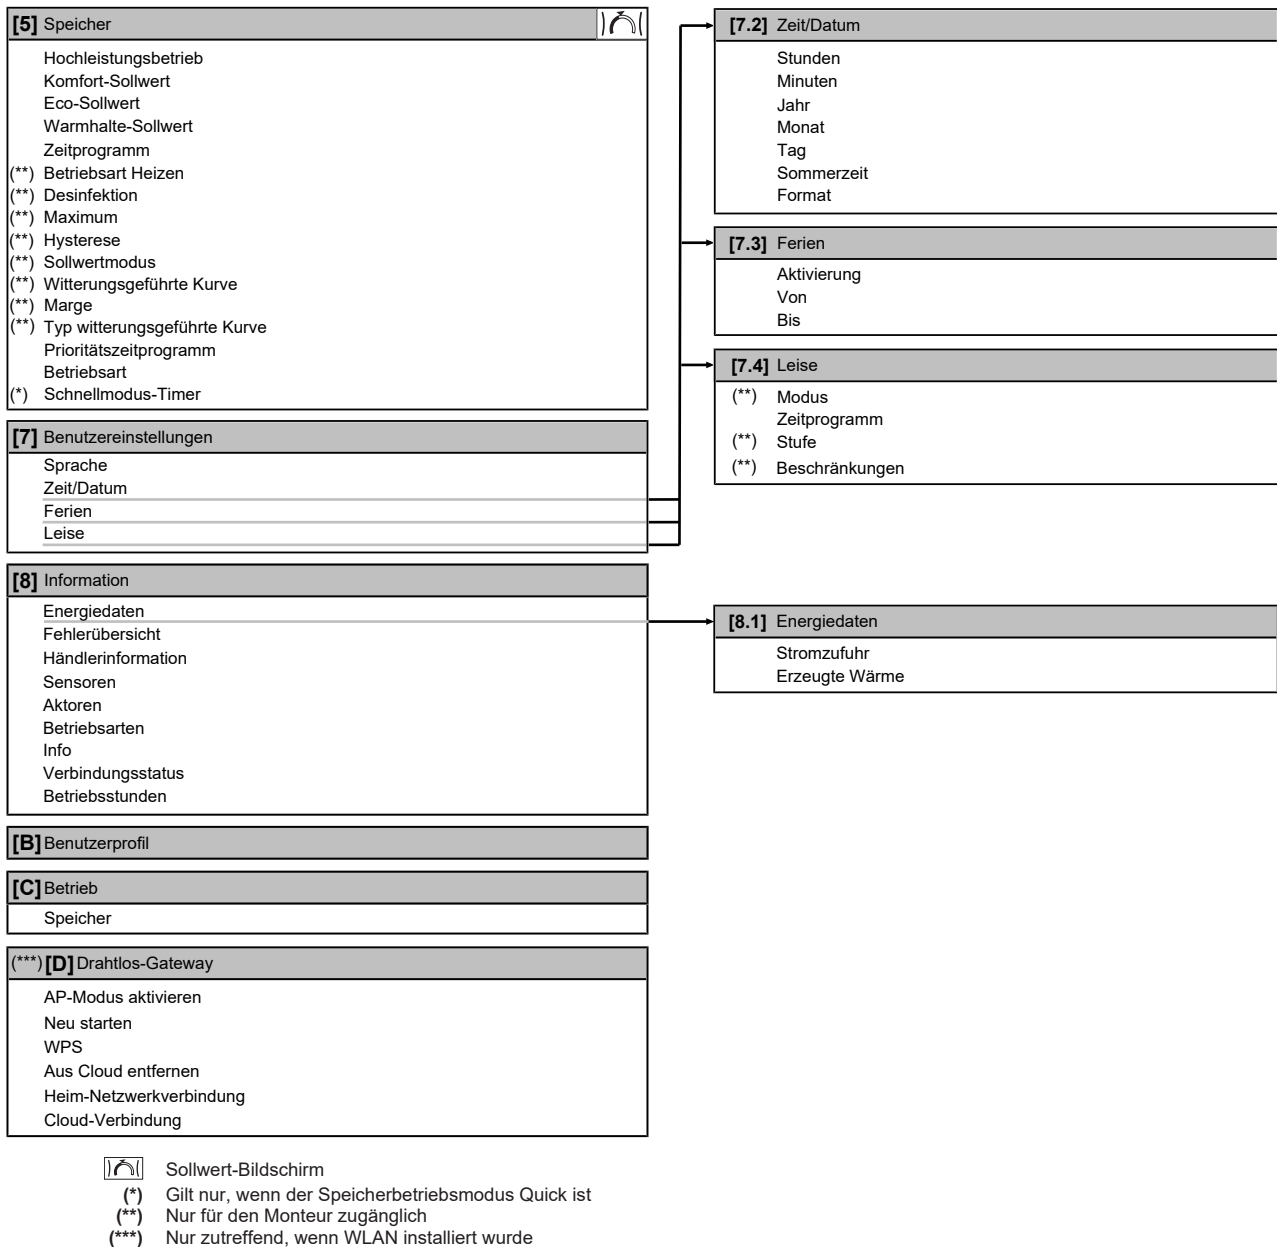 [5] Speicher
Hochleistungsbetrieb
Komfort-Sollwert
Eco-Sollwert
Warmhalte-Sollwert
Zeitprogramm
(**) Betriebsart Heizen
(**) Desinfektion
(**) Maximum
(**) Hysterese
(**) Sollwertmodus
(**) Witterungsgeführte Kurve
(**) Marge
(**) Typ witterungsgeführte Kurve
Prioritätszeitprogramm
Betriebsart
(*) Schnellmodus-Timer
[7] Benutzereinstellungen
Sprache
Zeit/Datum
Ferien
Leise
[8] Information
Energiedaten
Fehlerübersicht
Händlerinformation
Sensoren
Aktoren
Betriebsarten
Info
Verbindungsstatus
Betriebsstunden
[B] Benutzerprofil
[C] Betrieb
Speicher
(***) [D] Drahtlos-Gateway
AP-Modus aktivieren
Neu starten
WPS
Aus Cloud entfernen
Heim-Netzwerkverbindung
Cloud-Verbindung
[7.2] Zeit/Datum
Stunden
Minuten
Jahr
Monat
Tag
Sommerzeit
Format
[7.3] Ferien
Aktivierung
Von
Bis
[7.4] Leise
(**) Modus
Zeitprogramm
(**) Stufe
(**) Beschränkungen
[8.1] Energiedaten
Stromzufuhr
Erzeugte Wärme
Sollwert-Bildschirm
(*) Gilt nur, wenn der Speicherbetriebsmodus Quick ist
(**) Nur für den Monteur zugänglich
(***) Nur zutreffend, wenn WLAN installiert wurde